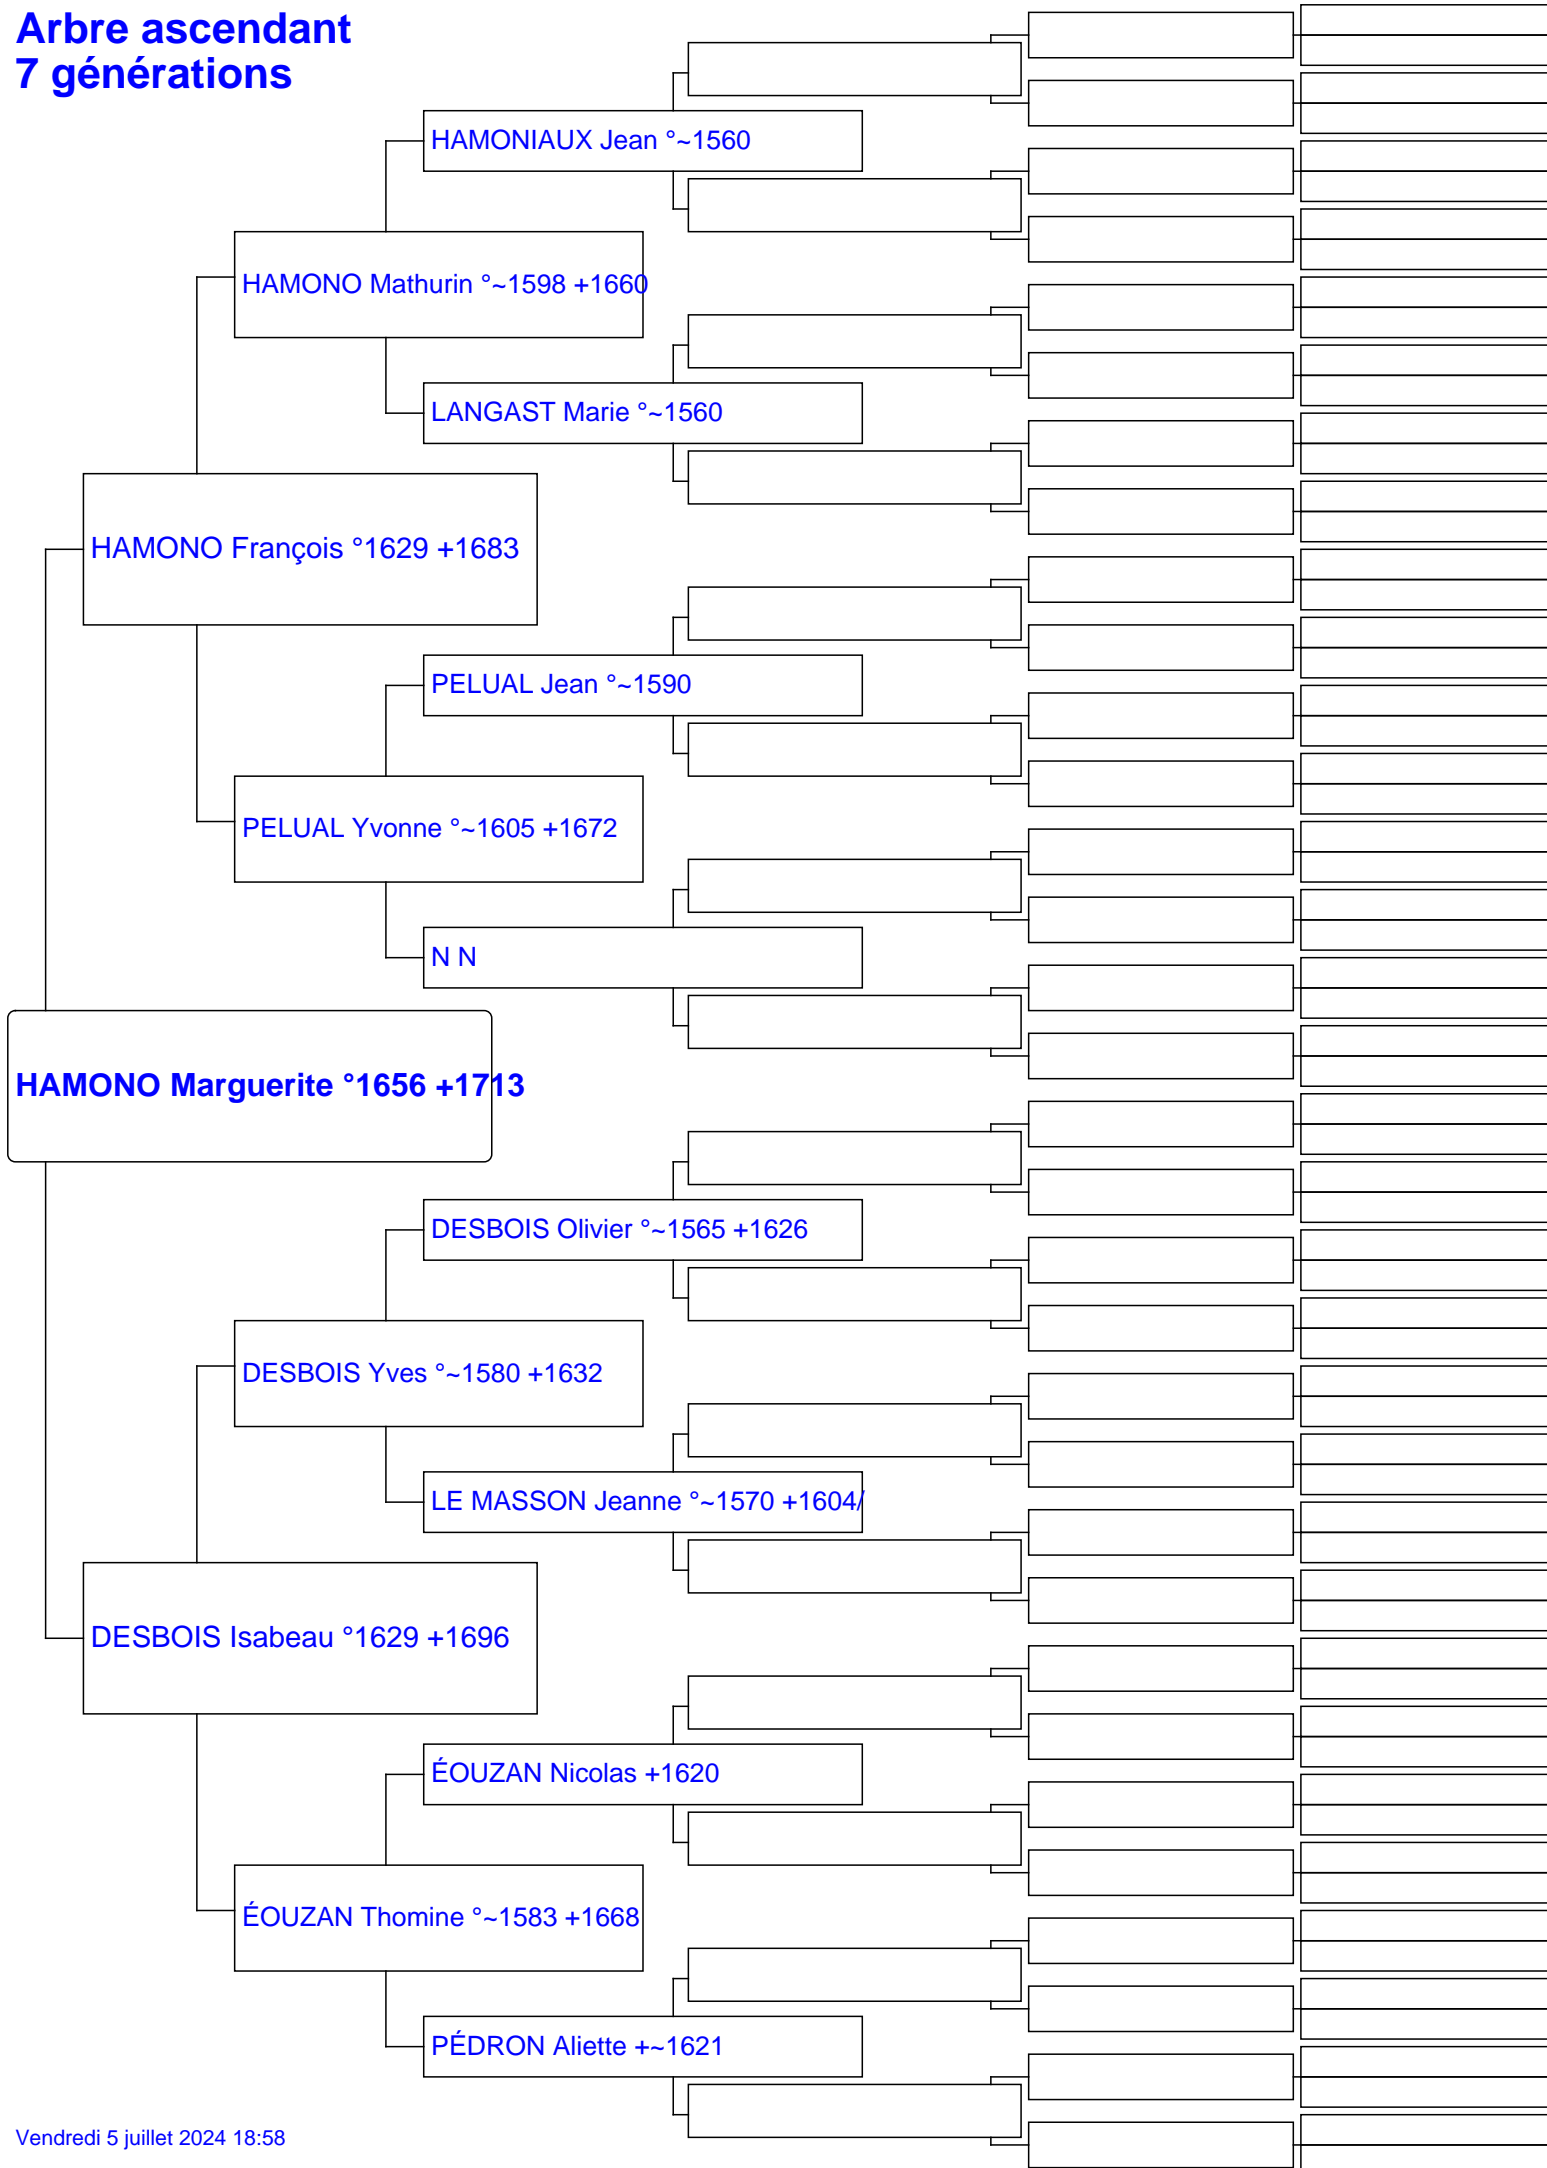 Arbre ascendant
7 générations
HAMONIAUX Jean °~1560
HAMONO Mathurin °~1598 +1660
LANGAST Marie °~1560
HAMONO François °1629 +1683
PELUAL Jean °~1590
PELUAL Yvonne °~1605 +1672
N N
HAMONO Marguerite °1656 +1713
DESBOIS Olivier °~1565 +1626
DESBOIS Yves °~1580 +1632
LE MASSON Jeanne °~1570 +1604/
DESBOIS Isabeau °1629 +1696
ÉOUZAN Nicolas +1620
ÉOUZAN Thomine °~1583 +1668
PÉDRON Aliette +~1621
Vendredi 5 juillet 2024 18:58